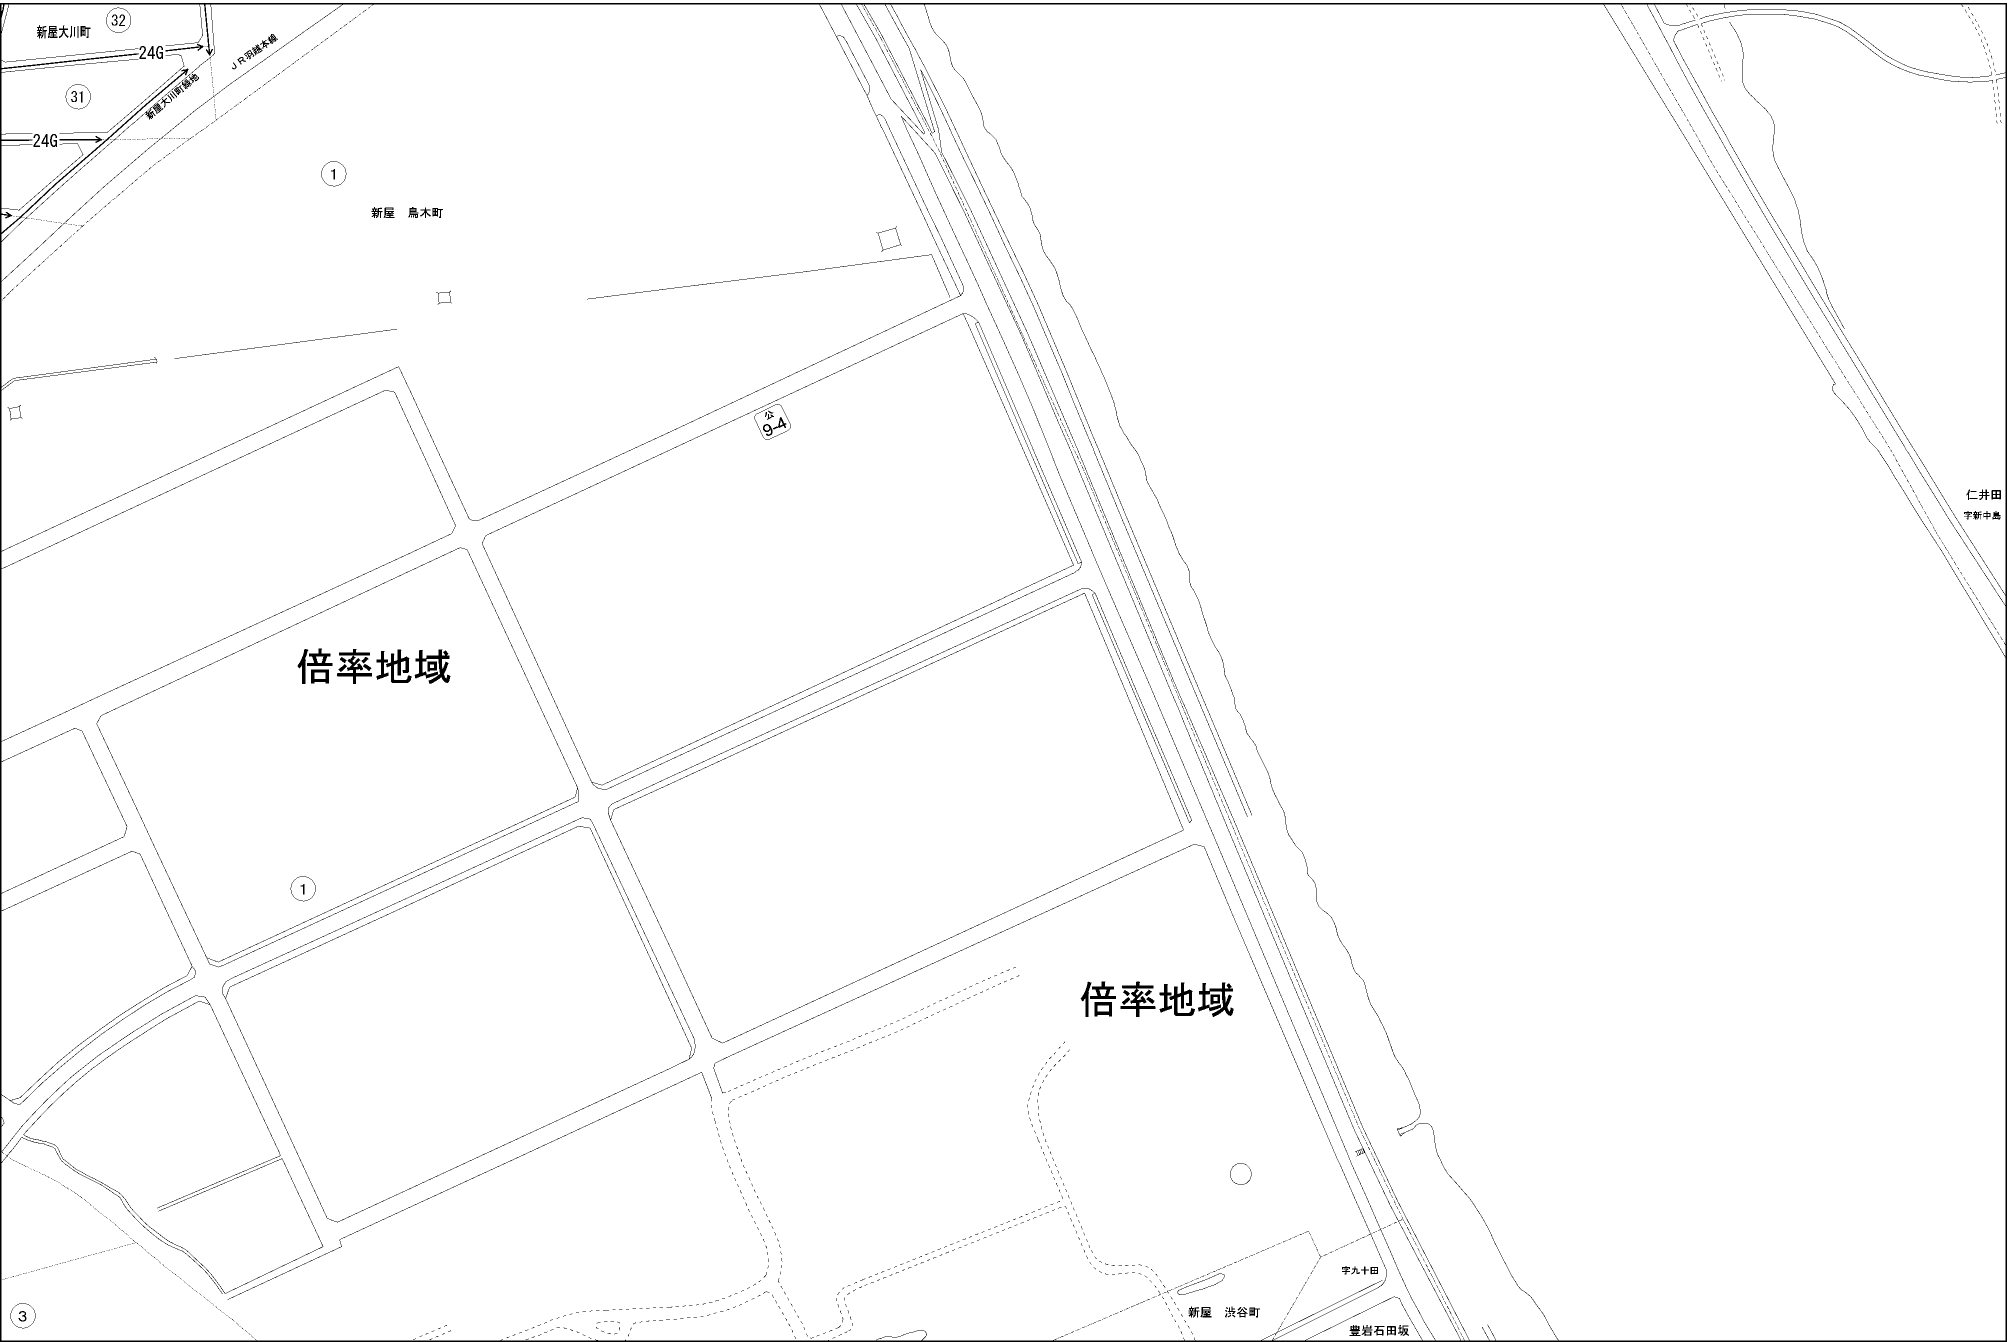 32
新屋大川町
24G
JR羽越本線
新屋大川町緑地
31
24G
1
新屋　鳥木町
公
9-4
仁井田
字新中島
倍率地域
1
倍率地域
字九十田
新屋　渋谷町
豊岩石田坂
3